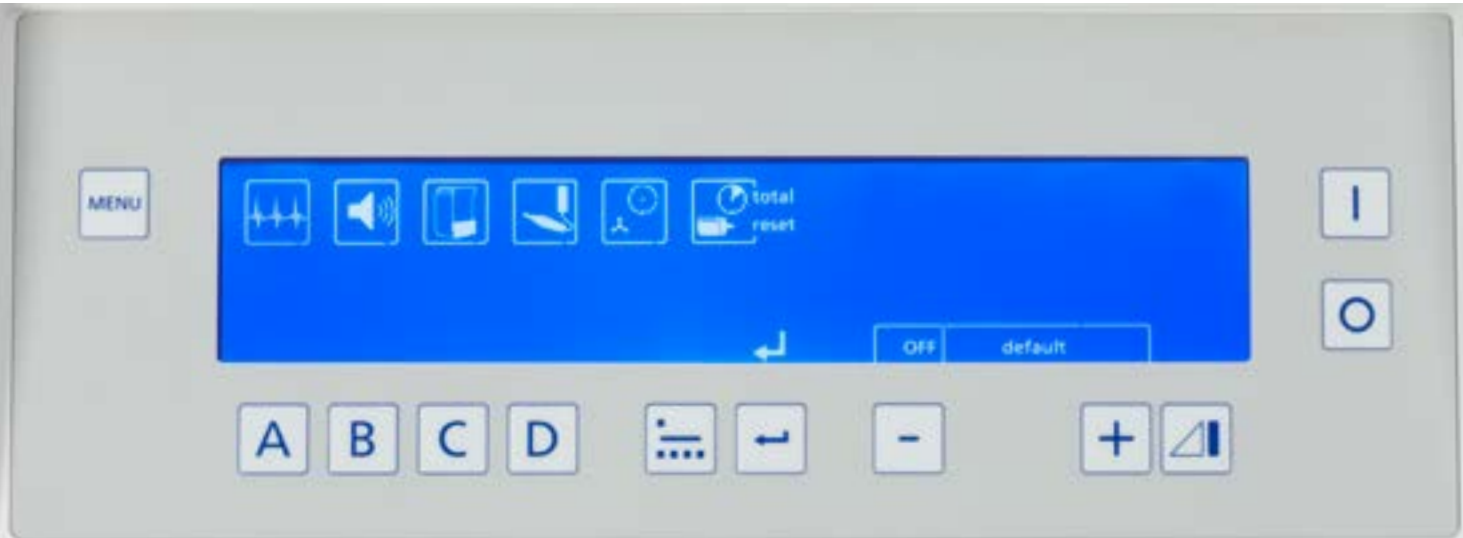 MENU
total
reset
OFF default
I
O
A B C D - +